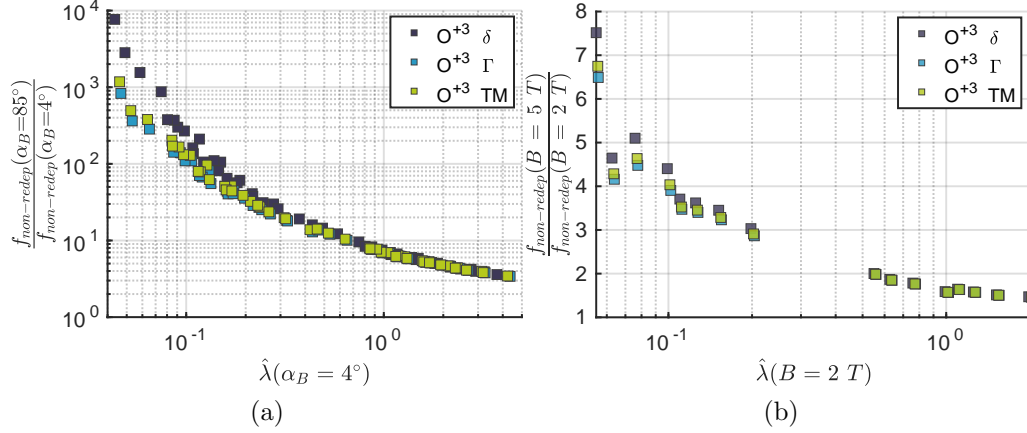 f_{non-redep}(α_B=85°)
f_{non-redep}(α_B=4°)
10^4
10^3
10^2
10^1
10^0
10^{-1}
10^0
O^{+3} δ
O^{+3} Γ
O^{+3} TM
λ̂(α_B = 4°)
(a)
f_{non-redep}(B = 5 T)
f_{non-redep}(B = 2 T)
8
7
6
5
4
3
2
1
10^{-1}
10^0
O^{+3} δ
O^{+3} Γ
O^{+3} TM
λ̂(B = 2 T)
(b)